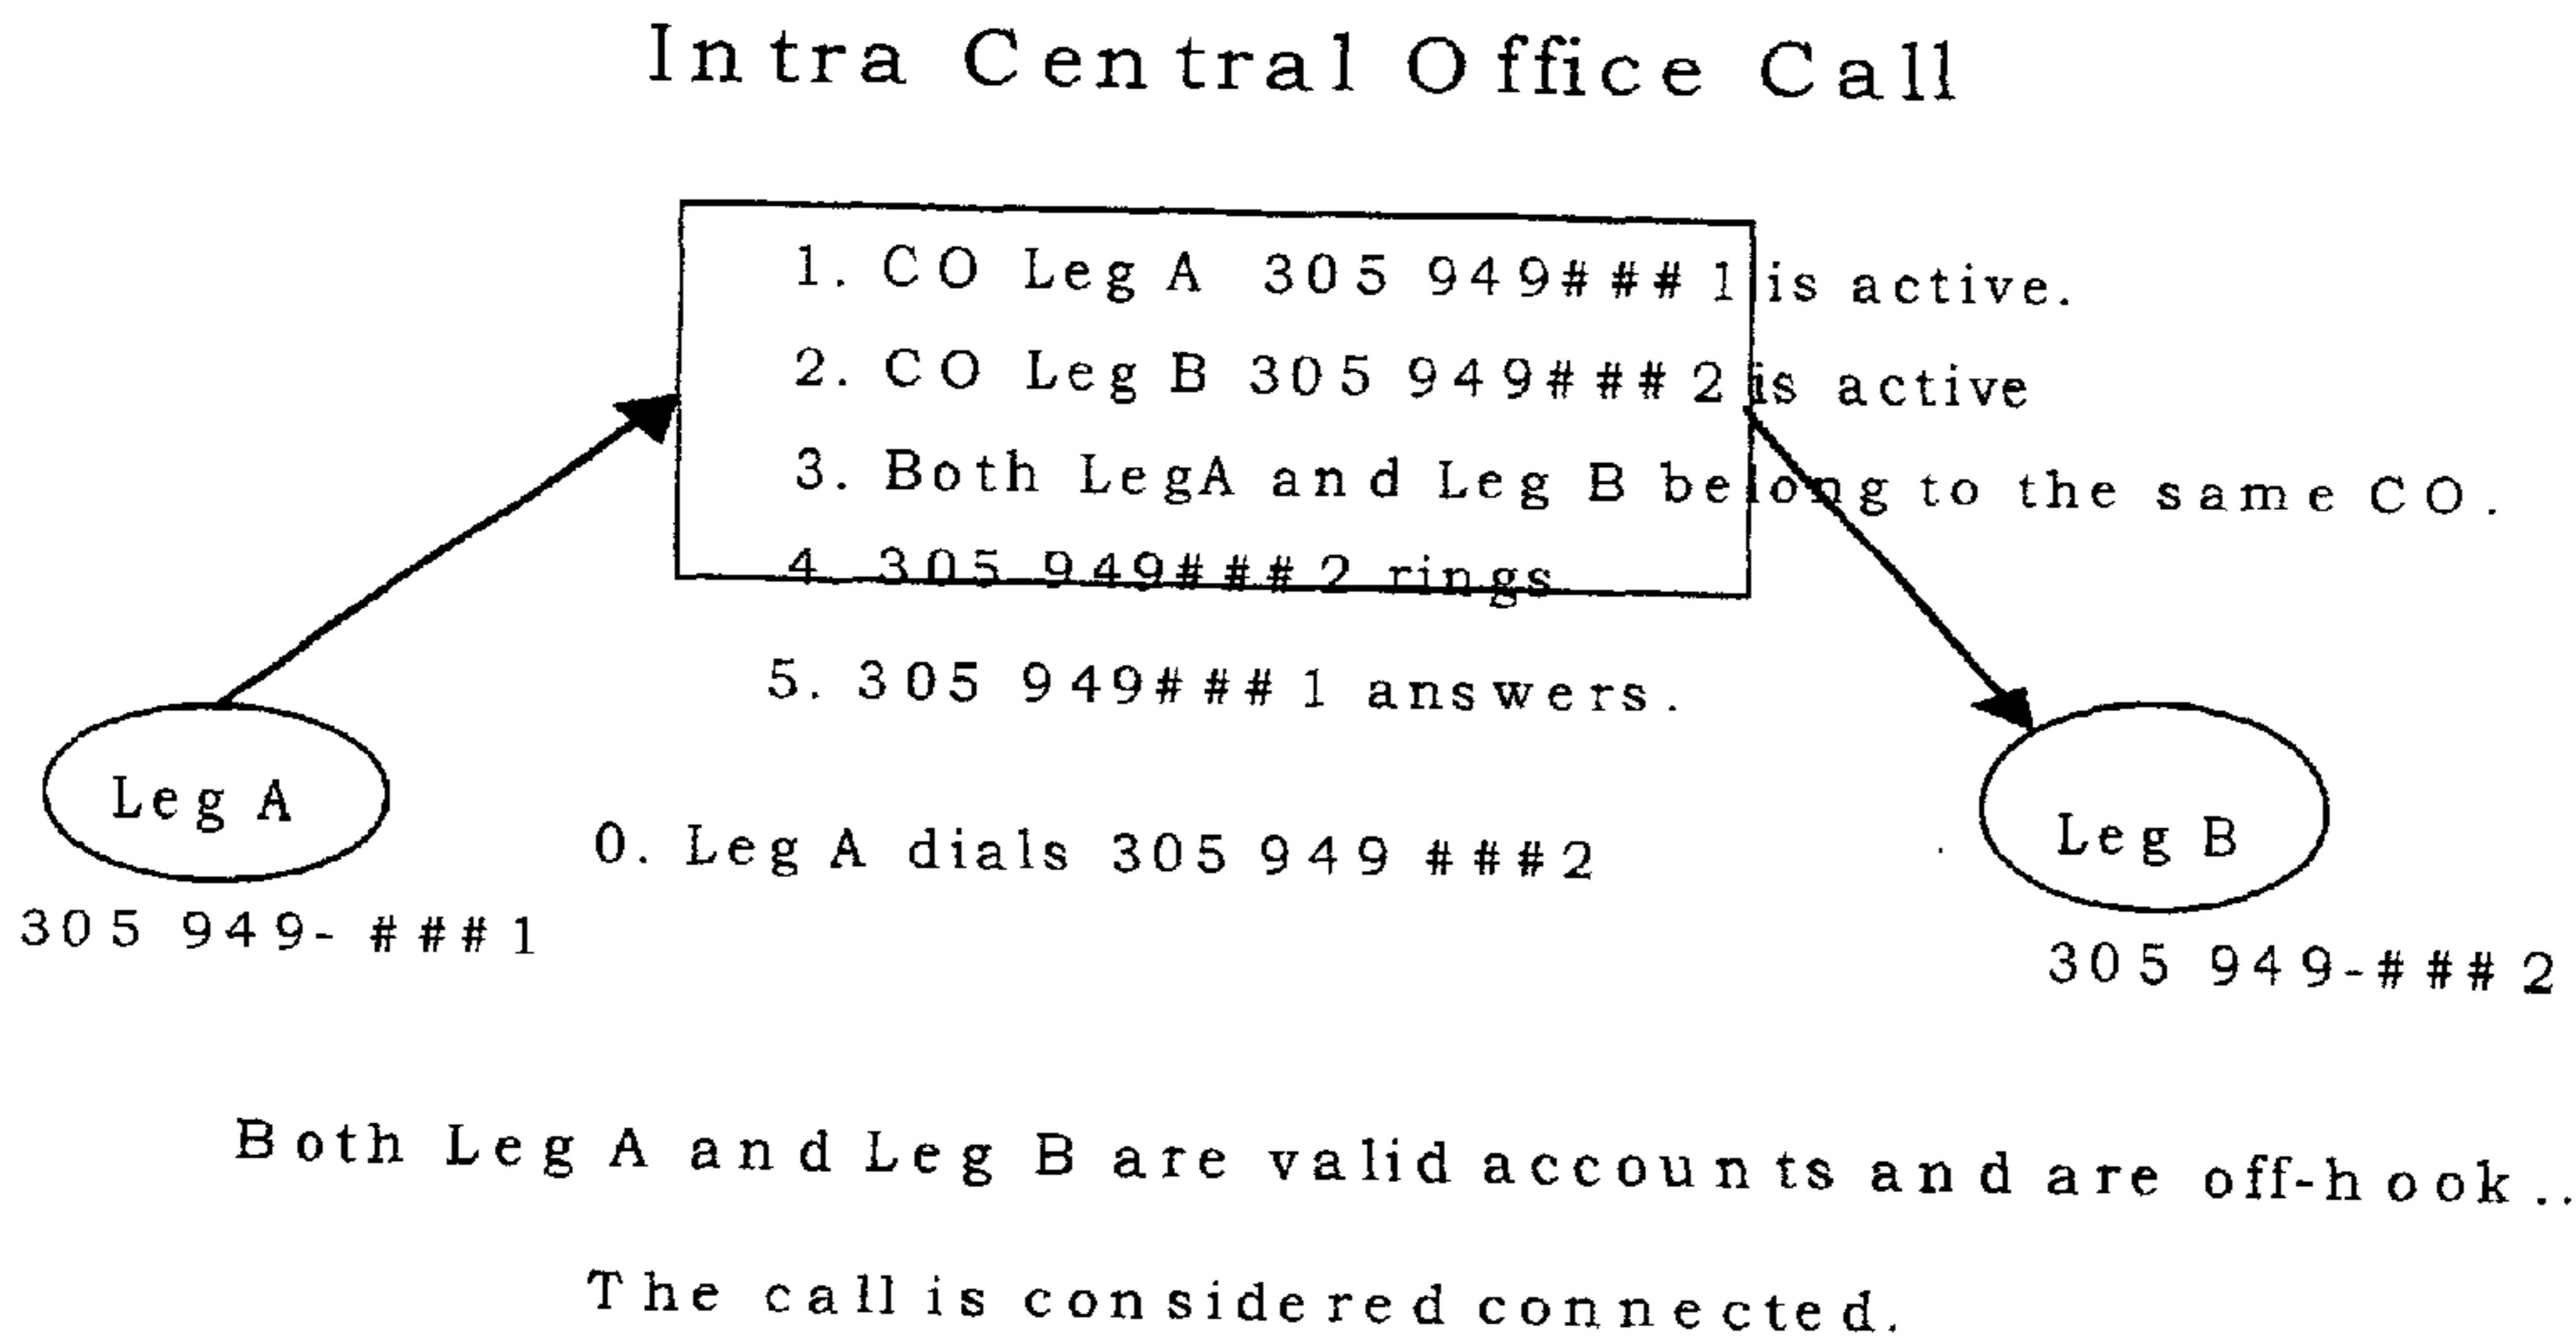 Intra Central Office Call
1. CO Leg A 305 949###1 is active.
2. CO Leg B 305 949###2 is active
3. Both LegA and Leg B belong to the same CO.
4. 305 949###2 rings
5. 305 949###1 answers.
Leg A
0. Leg A dials 305 949 ###2
Leg B
305 949- ###1
305 949-###2
Both Leg A and Leg B are valid accounts and are off-hook..
The call is considered connected.